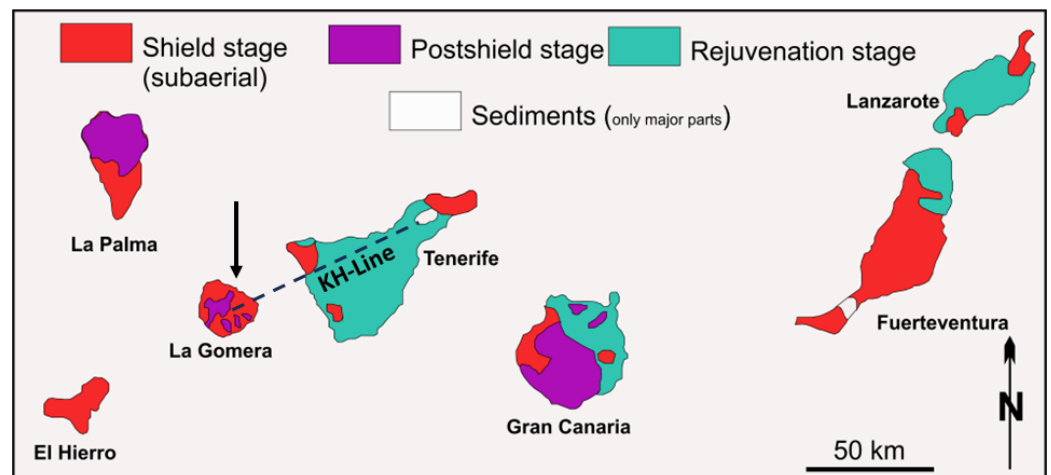 Shield stage
(subaerial)
Postshield stage
Rejuvenation stage
Sediments (only major parts)
Lanzarote
La Palma
KH-Line
Tenerife
La Gomera
Fuerteventura
Gran Canaria
El Hierro
N
50 km